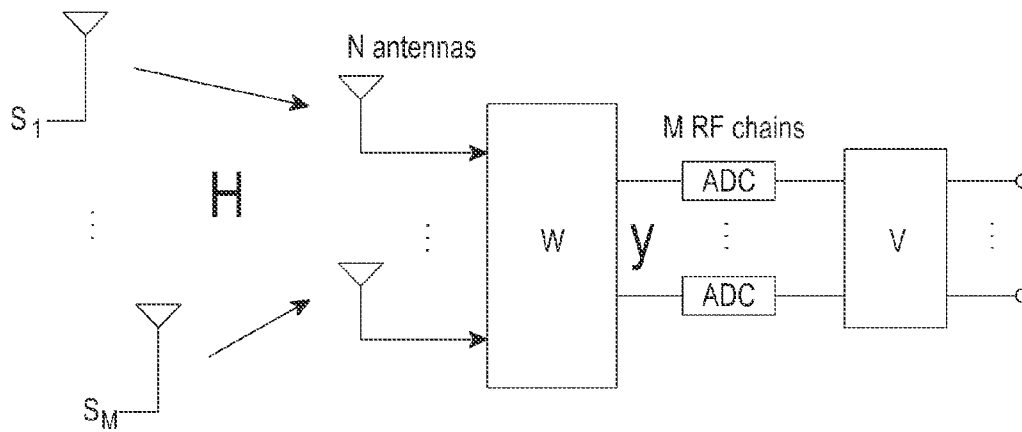 N antennas
S1
H
M RF chains
ADC
W
y
V
ADC
SM